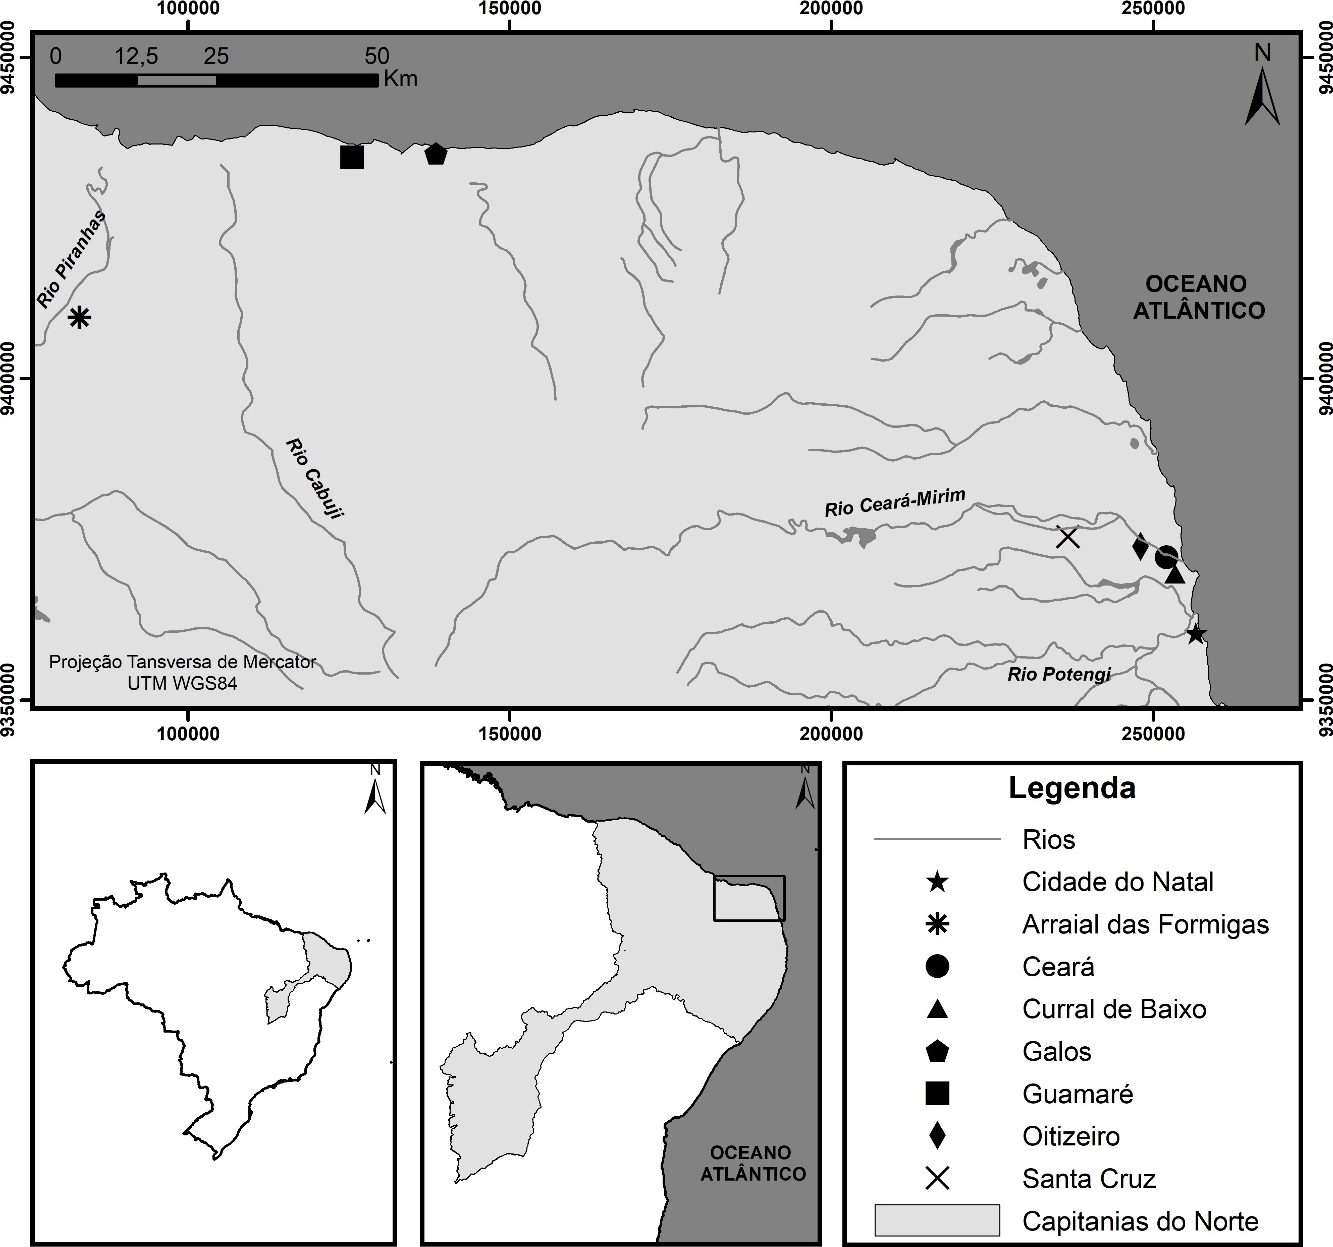 100000 150000 200000 250000
0 12,5 25 50
Km
N
9450000 9450000
OCEANO
ATLÂNTICO
Rio Piranhas
9400000 9400000
Rio Cabuji
Rio Ceará-Mirim
Projeção Tansversa de Mercator
UTM WGS84
Rio Potengi
9350000 9350000
100000 150000 200000 250000
N
N
OCEANO
ATLÂNTICO
Legenda
Rios
Cidade do Natal
Arraial das Formigas
Ceará
Curral de Baixo
Galos
Guamaré
Oitizeiro
Santa Cruz
Capitanias do Norte